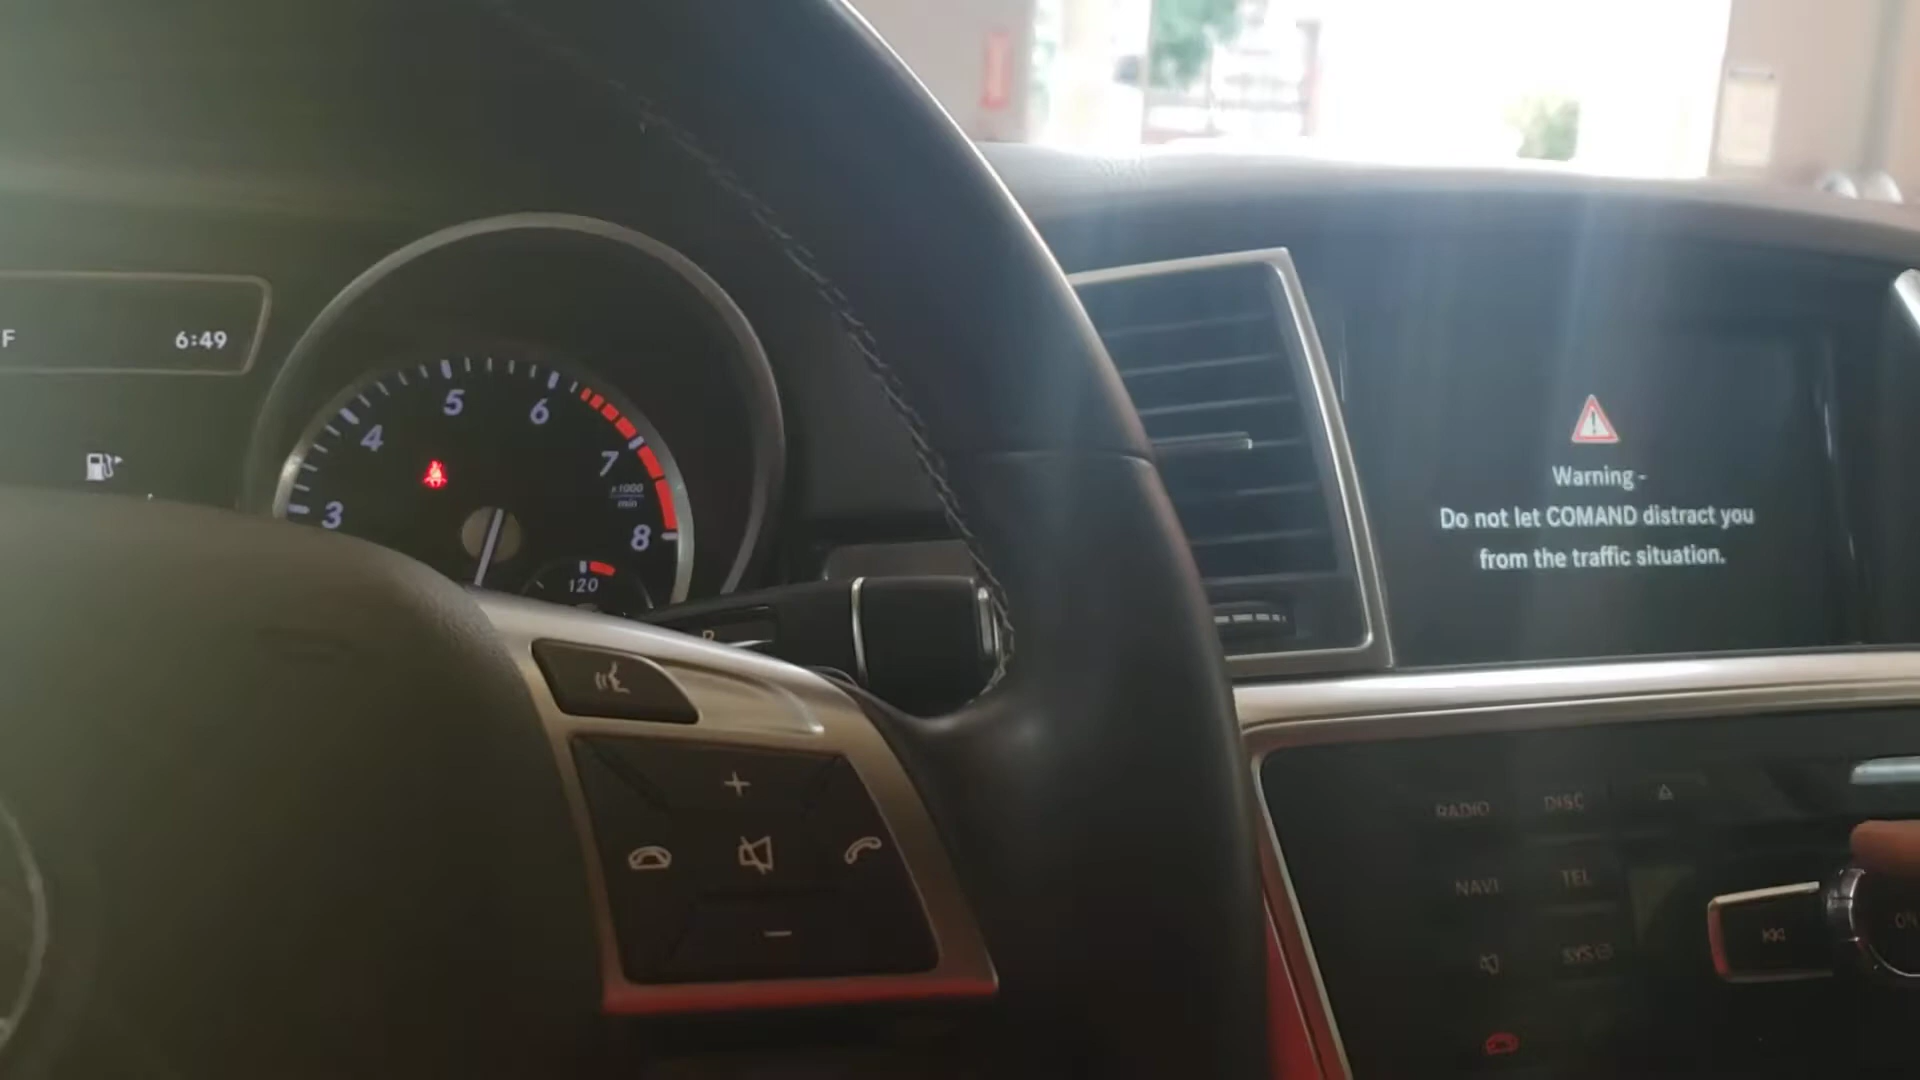 F
6:49
3
4
5
6
7
8
x1000
min
120
Warning -
Do not let COMAND distract you
from the traffic situation.
RADIO
DISC
NAVI
TEL
SYS
ON